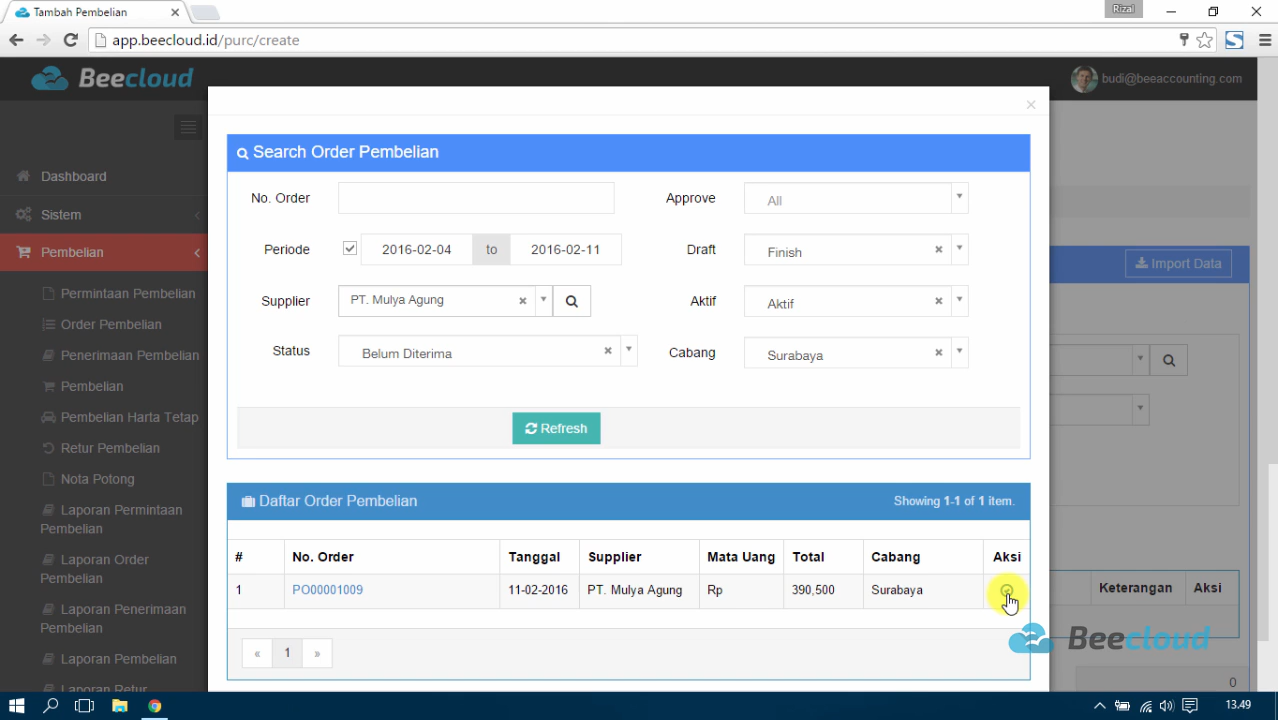 Tambah Pembelian
Rizal
app.beecloud.id/purc/create
Beecloud
budi@beeaccounting.com
Dashboard
Sistem
Pembelian
Permintaan Pembelian
Order Pembelian
Penerimaan Pembelian
Pembelian
Pembelian Harta Tetap
Retur Pembelian
Nota Potong
Laporan Permintaan
Pembelian
Laporan Order
Pembelian
Laporan Penerimaan
Pembelian
Laporan Pembelian
Laporan Retur
Import Data
×
Search Order Pembelian
No. Order
Approve All
Periode 2016-02-04 to 2016-02-11
Draft Finish ×
Supplier PT. Mulya Agung ×
Aktif Aktif ×
Status Belum Diterima ×
Cabang Surabaya ×
Refresh
Daftar Order Pembelian Showing 1-1 of 1 item.
# No. Order Tanggal Supplier Mata Uang Total Cabang Aksi
1 PO00001009 11-02-2016 PT. Mulya Agung Rp 390,500 Surabaya
« 1 »
Keterangan Aksi
Beecloud
0
13.49